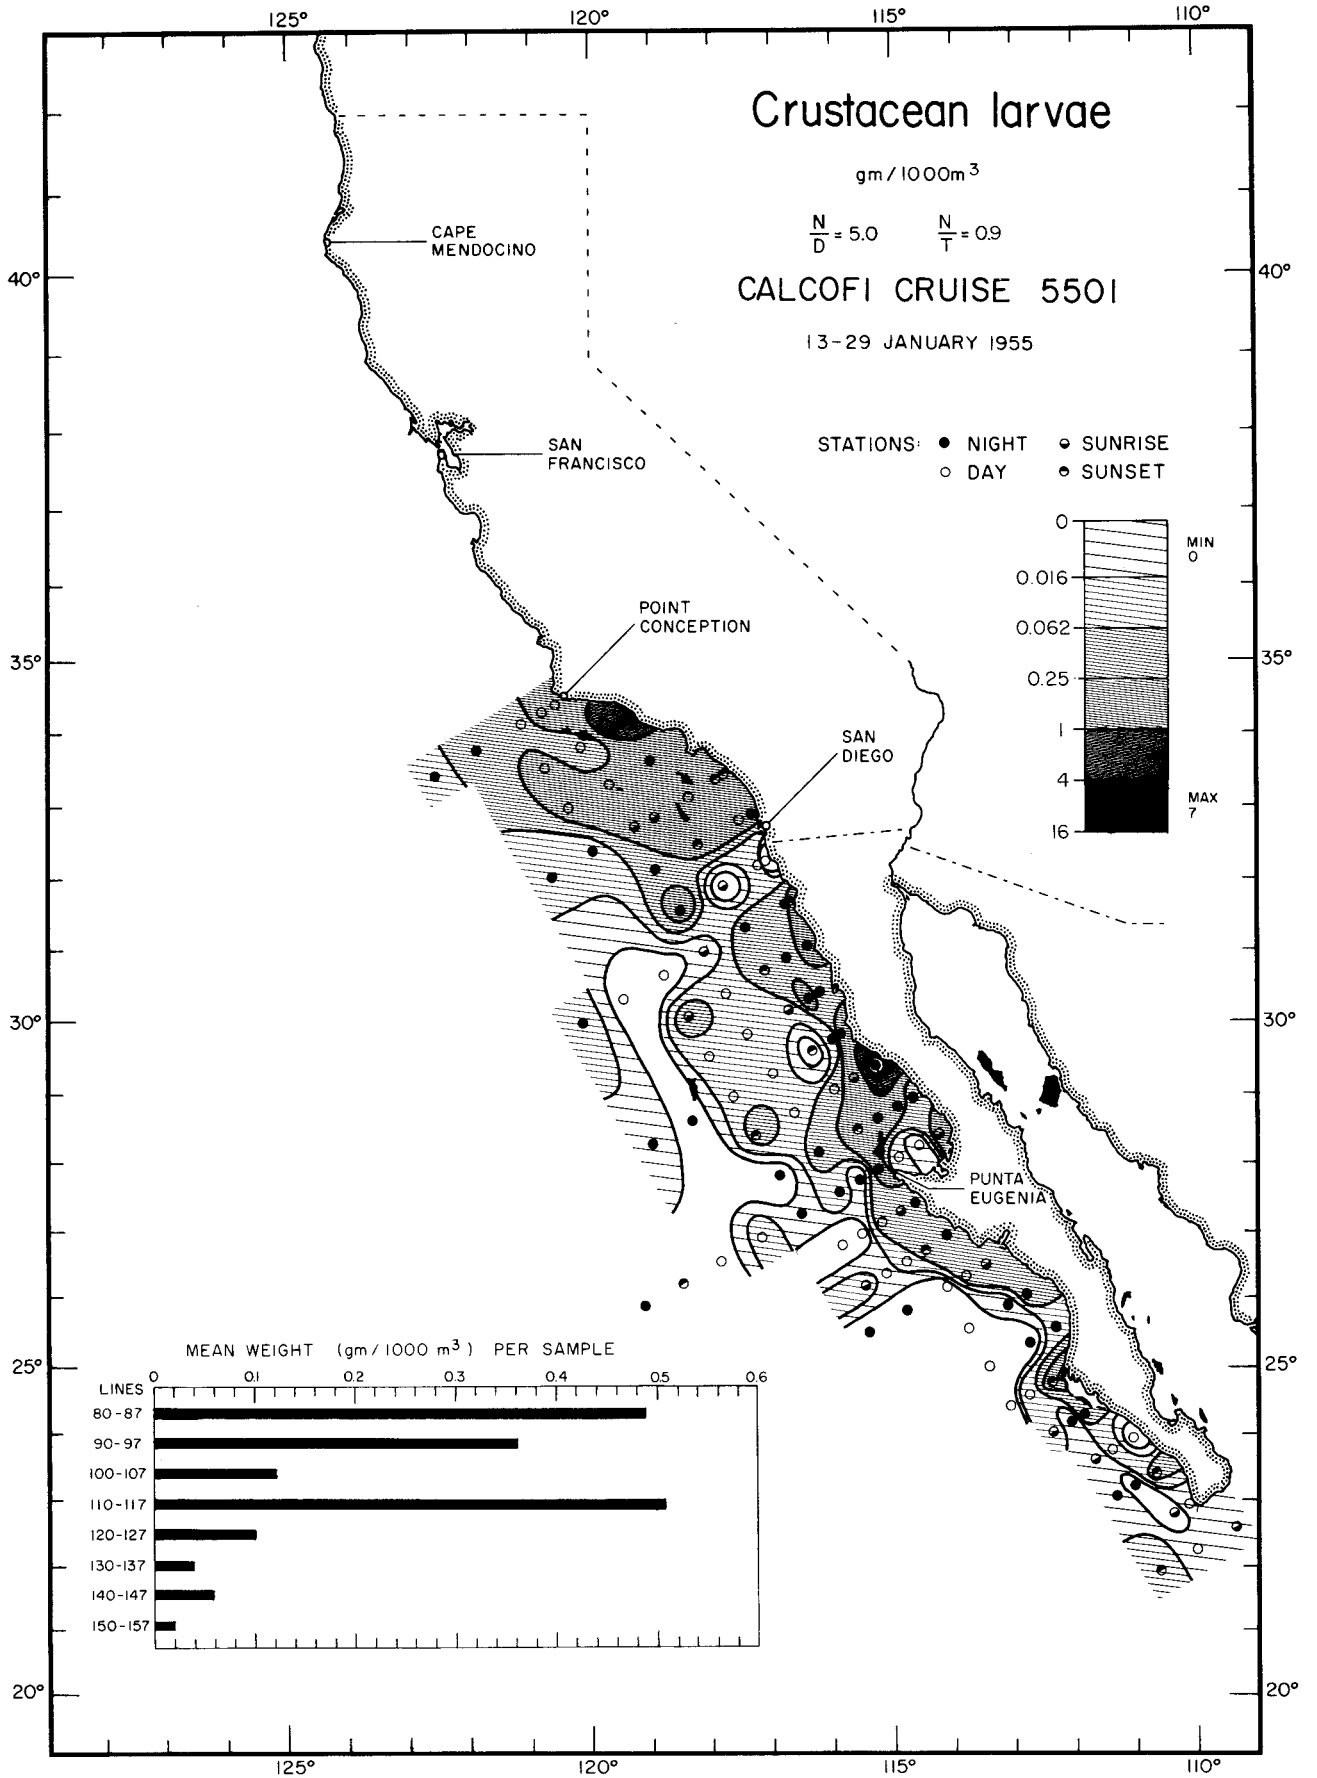 125° 120° 115° 110°
Crustacean larvae
gm/1000m³
N/D = 5.0 N/T = 0.9
CALCOFI CRUISE 5501
13-29 JANUARY 1955
CAPE
MENDOCINO
40° 40°
STATIONS: NIGHT SUNRISE
DAY SUNSET
SAN
FRANCISCO
0
MIN
0
0.016
0.062
0.25
1
4
MAX
7
16
POINT
CONCEPTION
35° 35°
SAN
DIEGO
30° 30°
PUNTA
EUGENIA
25° 25°
MEAN WEIGHT (gm/1000 m³) PER SAMPLE
0 0.1 0.2 0.3 0.4 0.5 0.6
LINES
80-87
90-97
100-107
110-117
120-127
130-137
140-147
150-157
20° 20°
125° 120° 115° 110°